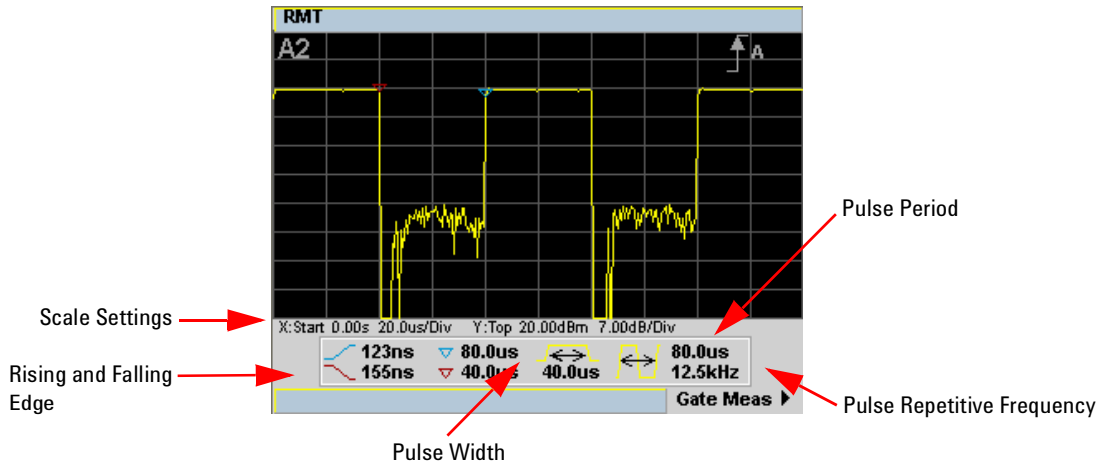 RMT
A2
A
Pulse Period
Scale Settings
X:Start 0.00s 20.0us/Div Y:Top 20.00dBm 7.00dB/Div
123ns 80.0us 80.0us
155ns 40.0us 40.0us 12.5kHz
Rising and Falling
Edge
Gate Meas
Pulse Repetitive Frequency
Pulse Width